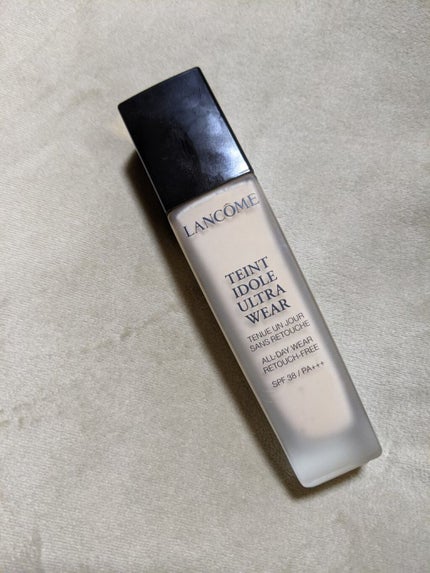 LANCÔME
TEINT
IDOLE
ULTRA
WEAR
TENUE UN JOUR
SANS RETOUCHE
ALL-DAY WEAR
RETOUCH-FREE
SPF 38 / PA+++